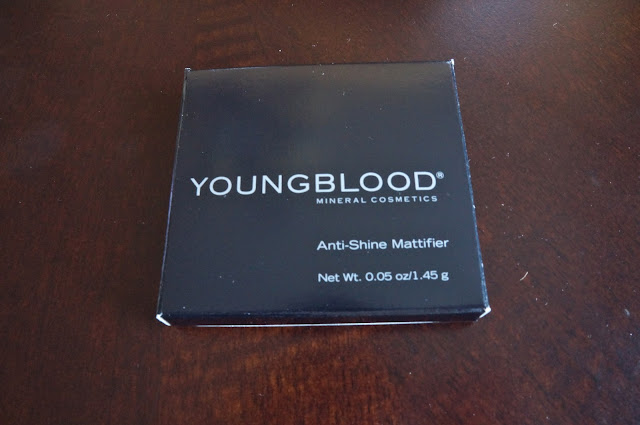 YOUNGBLOOD®
MINERAL COSMETICS
Anti-Shine Mattifier
Net Wt. 0.05 oz/1.45 g